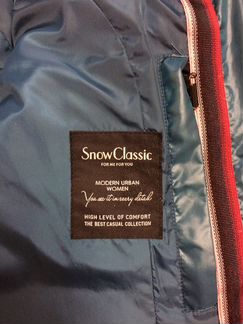 SnowClassic
FOR ME FOR YOU
MODERN URBAN
WOMEN
You see it in every detail
HIGH LEVEL OF COMFORT
THE BEST CASUAL COLLECTION